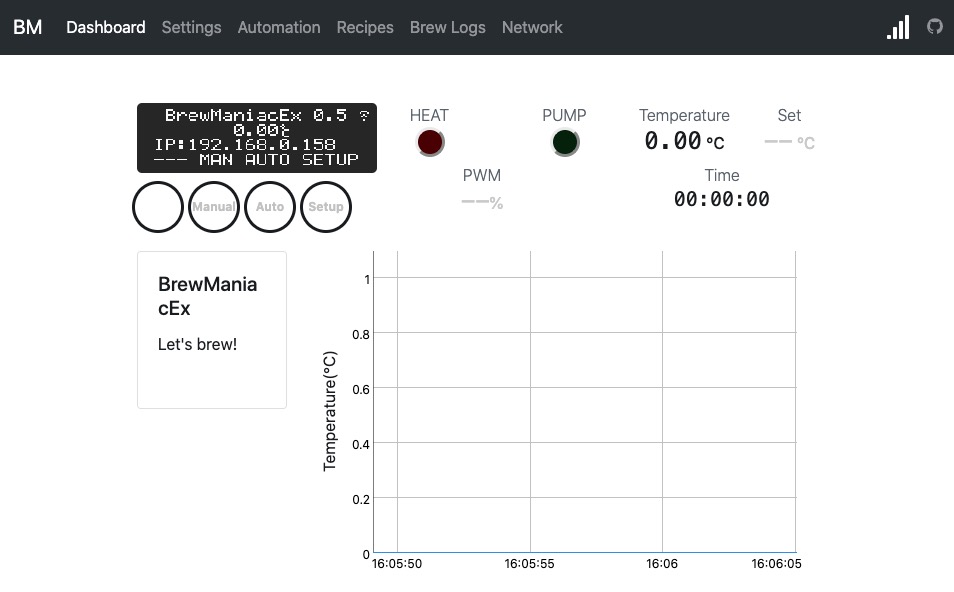 BM Dashboard Settings Automation Recipes Brew Logs Network
BrewManiacEx 0.5
0.00℃
IP:192.168.0.158
--- MAN AUTO SETUP
Manual Auto Setup
HEAT PUMP Temperature Set
0.00 °C --- °C
PWM Time
---% 00:00:00
BrewMania
cEx
Let's brew!
Temperature(°C)
1
0.8
0.6
0.4
0.2
0
16:05:50 16:05:55 16:06 16:06:05